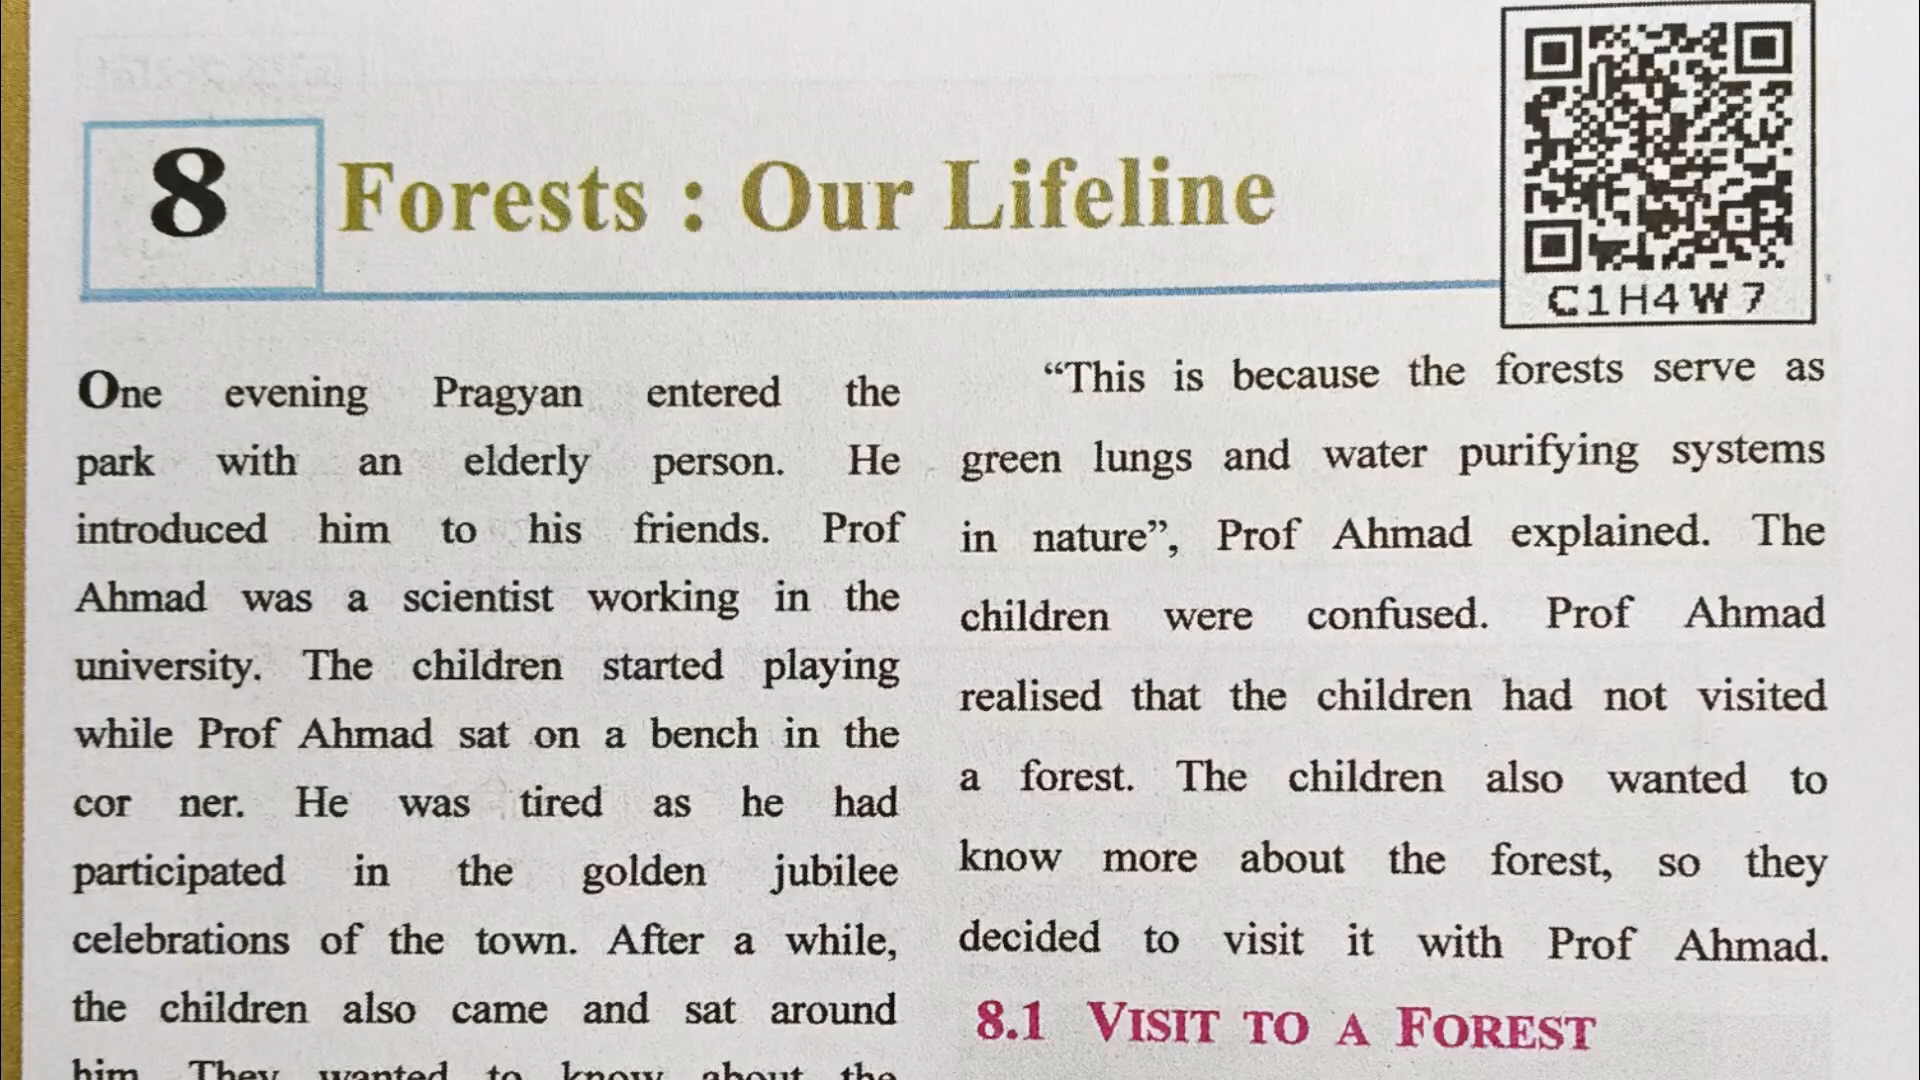 8 Forests : Our Lifeline
C1H4W7
One evening Pragyan entered the
park with an elderly person. He
introduced him to his friends. Prof
Ahmad was a scientist working in the
university. The children started playing
while Prof Ahmad sat on a bench in the
cor ner. He was tired as he had
participated in the golden jubilee
celebrations of the town. After a while,
the children also came and sat around
him. They wanted to know about the
“This is because the forests serve as
green lungs and water purifying systems
in nature”, Prof Ahmad explained. The
children were confused. Prof Ahmad
realised that the children had not visited
a forest. The children also wanted to
know more about the forest, so they
decided to visit it with Prof Ahmad.
8.1 VISIT TO A FOREST